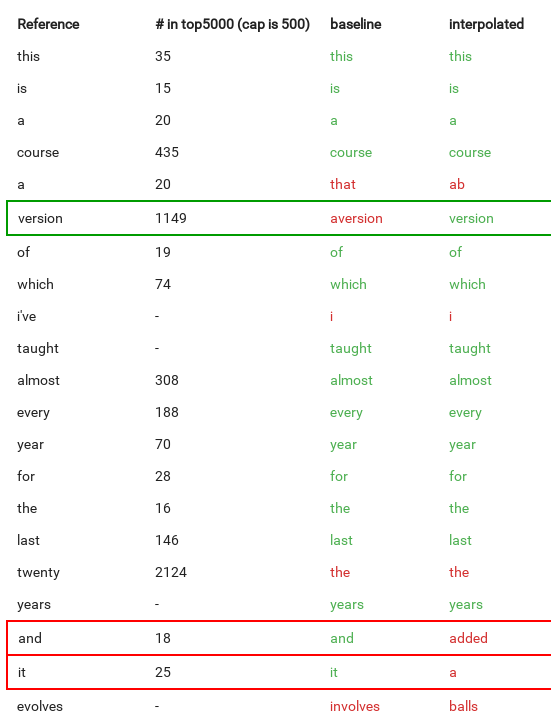 Reference # in top5000 (cap is 500) baseline interpolated
this 35 this this
is 15 is is
a 20 a a
course 435 course course
a 20 that ab
version 1149 aversion version
of 19 of of
which 74 which which
i've - i i
taught - taught taught
almost 308 almost almost
every 188 every every
year 70 year year
for 28 for for
the 16 the the
last 146 last last
twenty 2124 the the
years - years years
and 18 and added
it 25 it a
evolves - involves balls